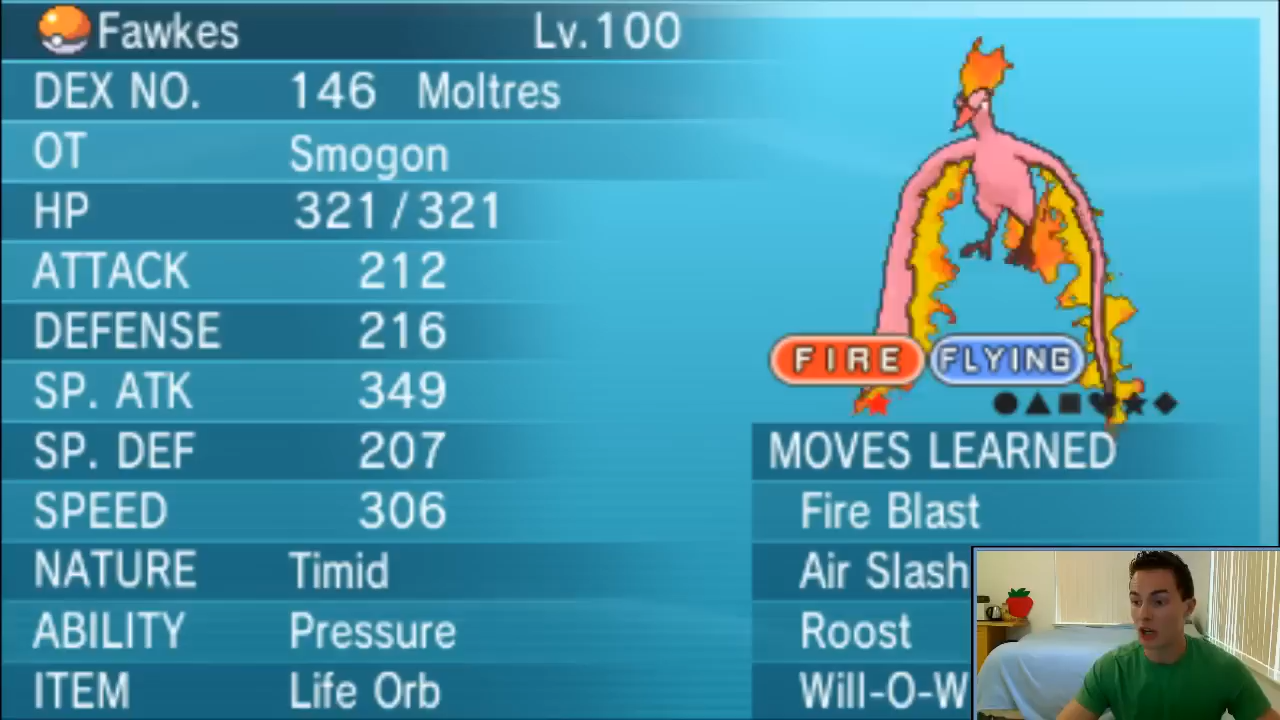 Fawkes Lv.100
DEX NO. 146 Moltres
OT Smogon
HP 321/321
ATTACK 212
DEFENSE 216
SP. ATK 349
SP. DEF 207
SPEED 306
NATURE Timid
ABILITY Pressure
ITEM Life Orb
FIRE FLYING
MOVES LEARNED
Fire Blast
Air Slash
Roost
Will-O-W